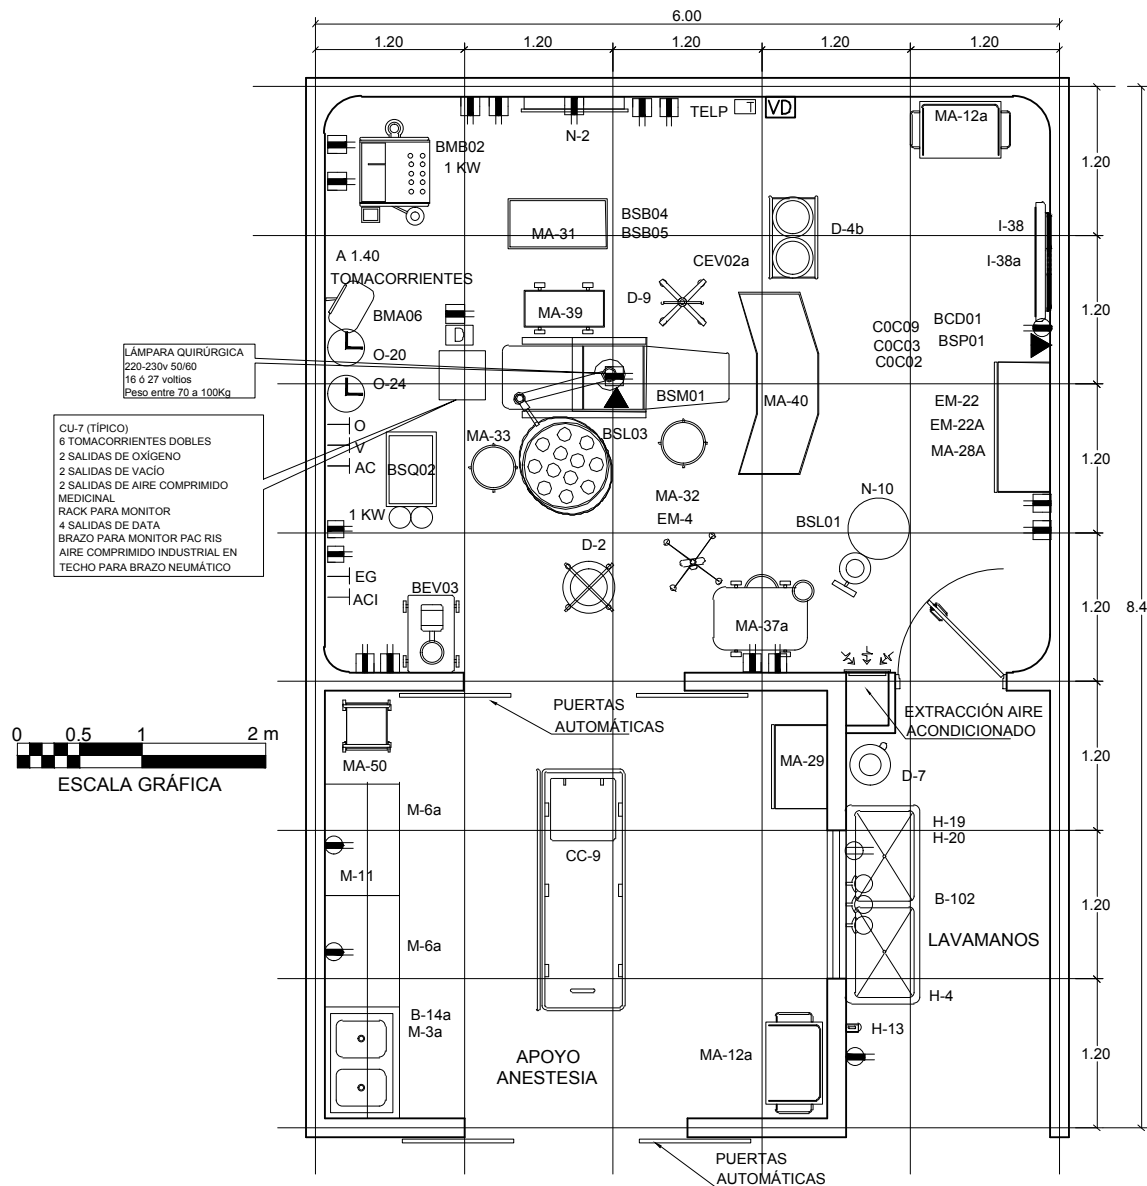 6.00
1.20
1.20
1.20
1.20
1.20
TELP
T
VD
MA-12a
N-2
BMB02
1 KW
1.20
MA-31
BSB04
BSB05
D-4b
I-38
I-38a
A 1.40
TOMACORRIENTES
CEV02a
D-9
MA-39
BMA06
D
1.20
C0C09
C0C03
C0C02
BCD01
BSP01
LÁMPARA QUIRÚRGICA
220-230v 50/60
16 ó 27 voltios
Peso entre 70 a 100Kg
O-20
O-24
BSM01
MA-40
EM-22
EM-22A
MA-28A
CU-7 (TÍPICO)
6 TOMACORRIENTES DOBLES
2 SALIDAS DE OXÍGENO
2 SALIDAS DE VACÍO
2 SALIDAS DE AIRE COMPRIMIDO
MEDICINAL
RACK PARA MONITOR
4 SALIDAS DE DATA
BRAZO PARA MONITOR PAC RIS
AIRE COMPRIMIDO INDUSTRIAL EN
TECHO PARA BRAZO NEUMÁTICO
O
V
AC
BSQ02
MA-33
BSL03
1.20
1 KW
MA-32
EM-4
N-10
BSL01
D-2
EG
ACI
BEV03
MA-37a
1.20
8.4
PUERTAS
AUTOMÁTICAS
EXTRACCIÓN AIRE
ACONDICIONADO
0 0.5 1 2 m
ESCALA GRÁFICA
MA-50
MA-29
D-7
1.20
M-6a
H-19
H-20
CC-9
M-11
B-102
1.20
M-6a
LAVAMANOS
H-4
B-14a
M-3a
H-13
APOYO
ANESTESIA
MA-12a
1.20
PUERTAS
AUTOMÁTICAS